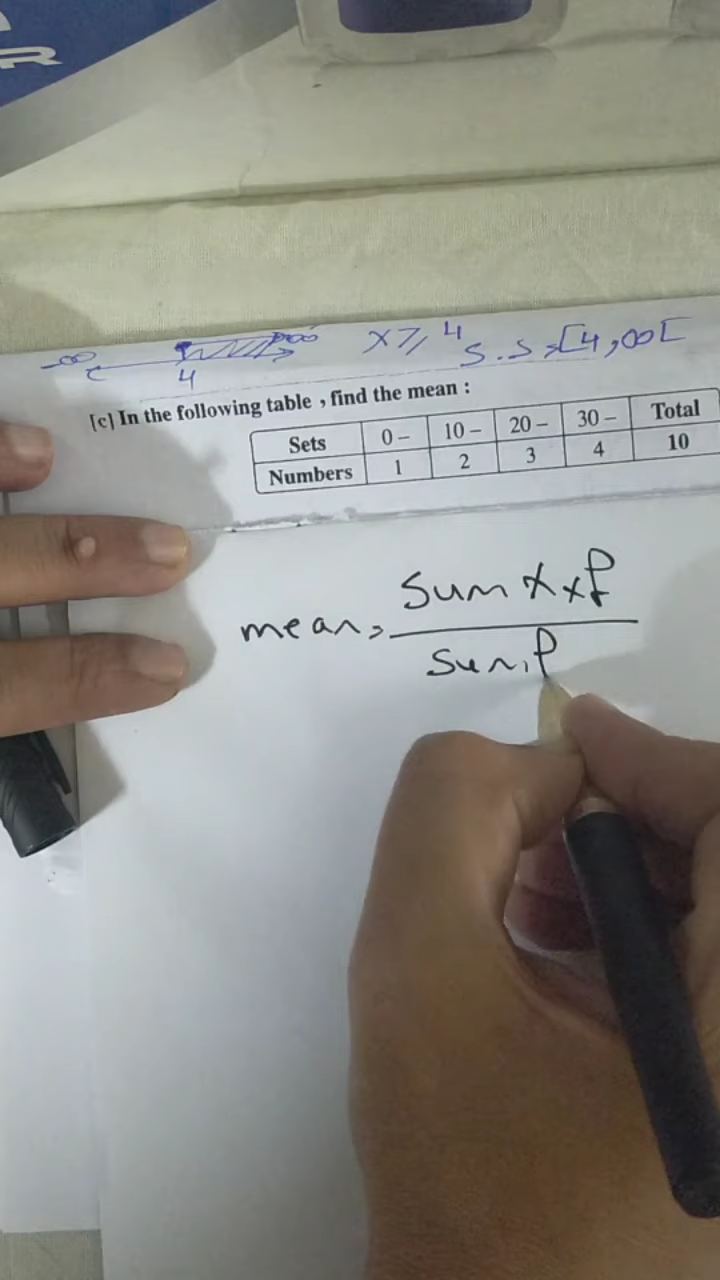 -∞ 4 ∞ x ≥ 4 S.S = [4, ∞[
[c] In the following table , find the mean :
Sets 0 – 10 – 20 – 30 – Total
Numbers 1 2 3 4 10
mean = sum x × f
sum f